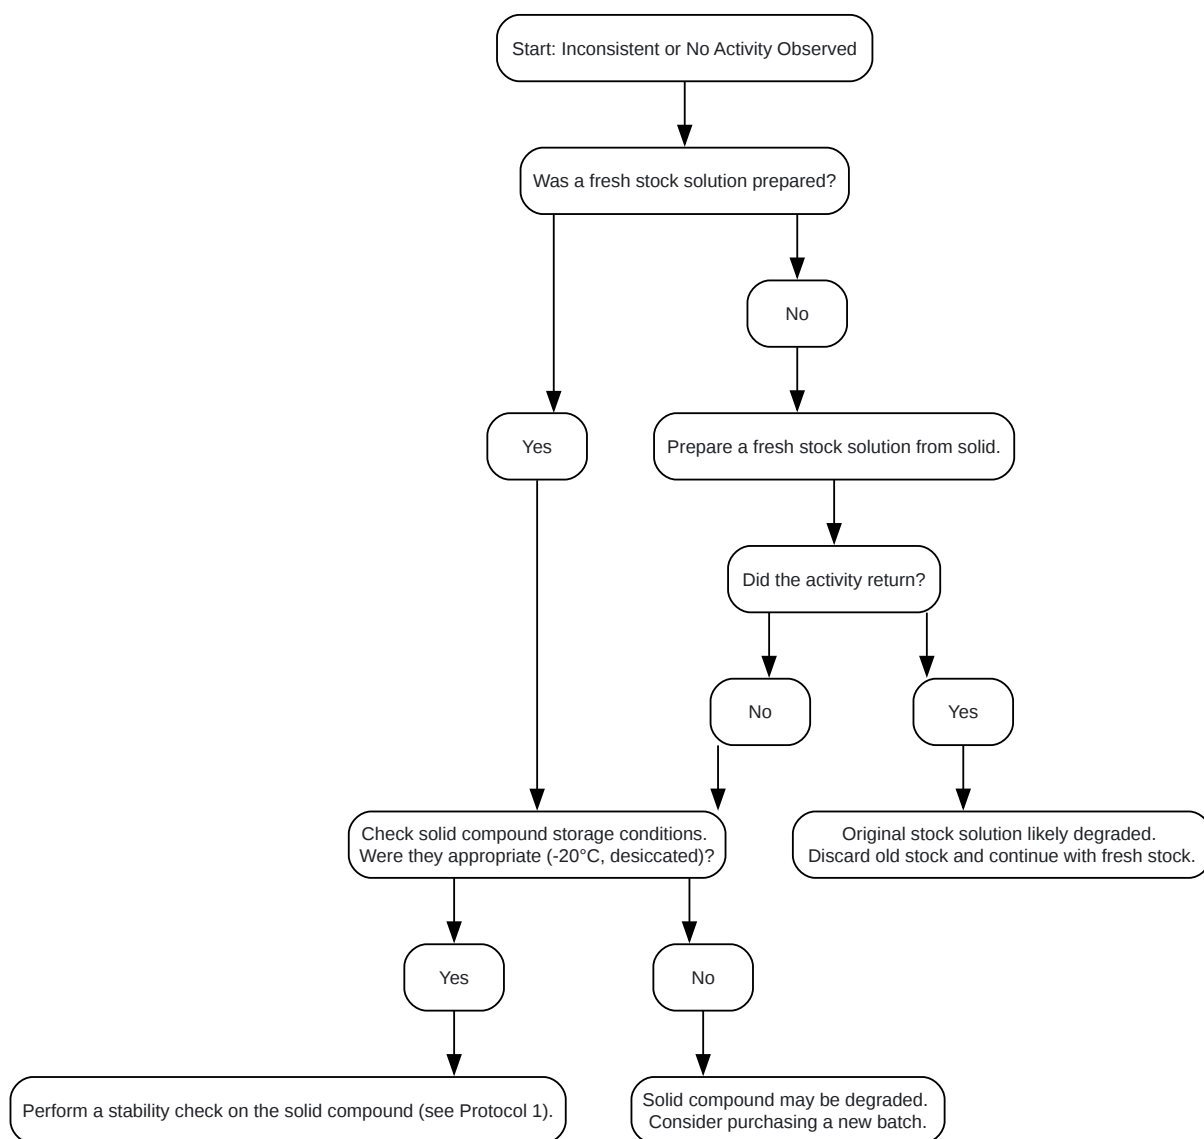 Start: Inconsistent or No Activity Observed
Was a fresh stock solution prepared?
No
Yes
Prepare a fresh stock solution from solid.
Did the activity return?
No
Yes
Check solid compound storage conditions.
Were they appropriate (-20°C, desiccated)?
Original stock solution likely degraded.
Discard old stock and continue with fresh stock.
Yes
No
Perform a stability check on the solid compound (see Protocol 1).
Solid compound may be degraded.
Consider purchasing a new batch.